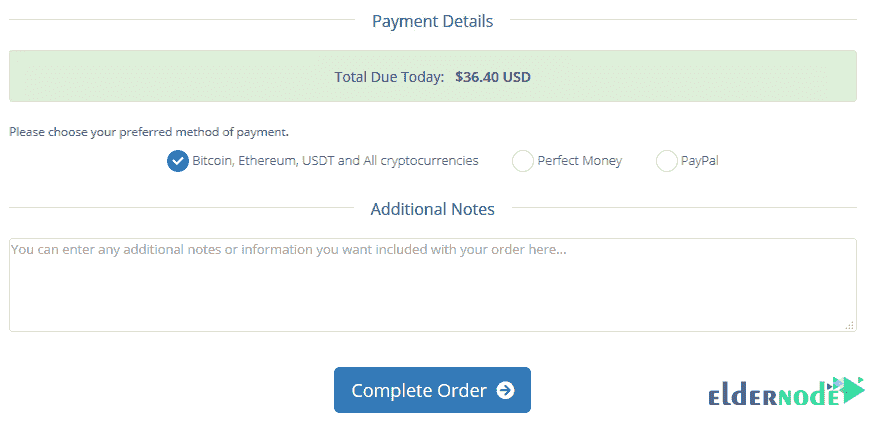 Payment Details
Total Due Today: $36.40 USD
Please choose your preferred method of payment.
Bitcoin, Ethereum, USDT and All cryptocurrencies Perfect Money PayPal
Additional Notes
You can enter any additional notes or information you want included with your order here...
Complete Order
eldernode